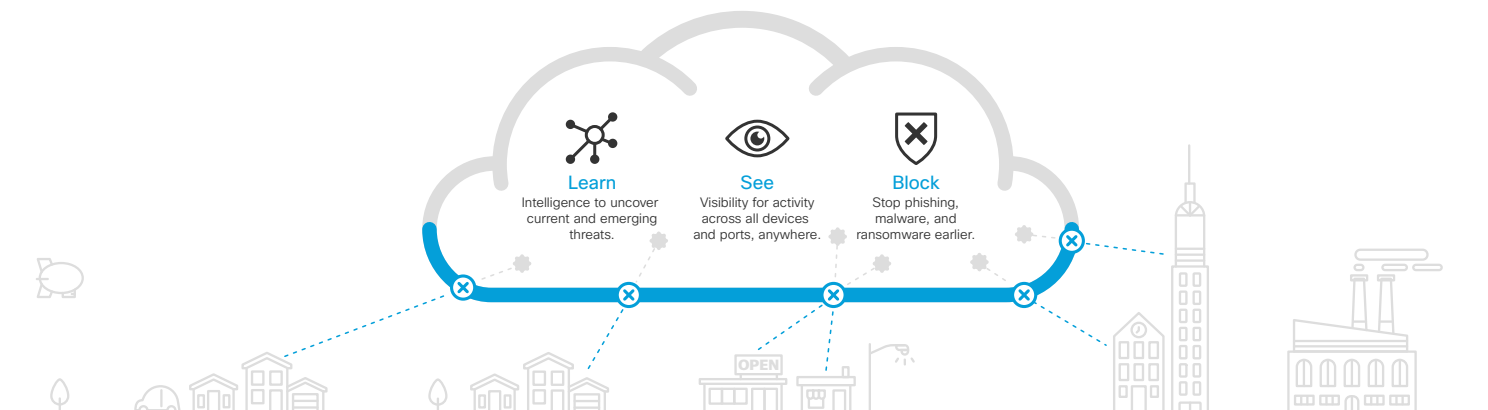 Learn
Intelligence to uncover
current and emerging
threats.
See
Visibility for activity
across all devices
and ports, anywhere.
Block
Stop phishing,
malware, and
ransomware earlier.
OPEN